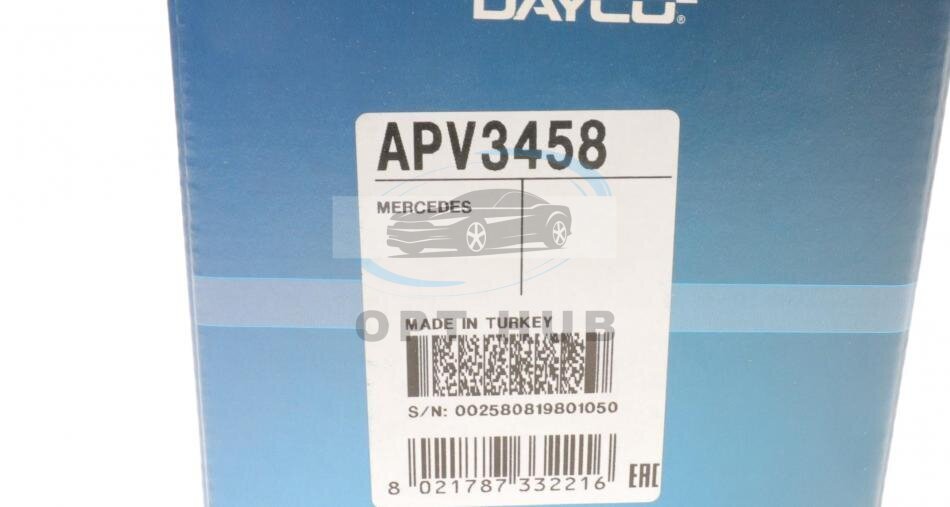 DAYCO®
APV3458
MERCEDES
MADE IN TURKEY
OPT HUB
S/N: 002580819801050
8 021787 332216
EAC